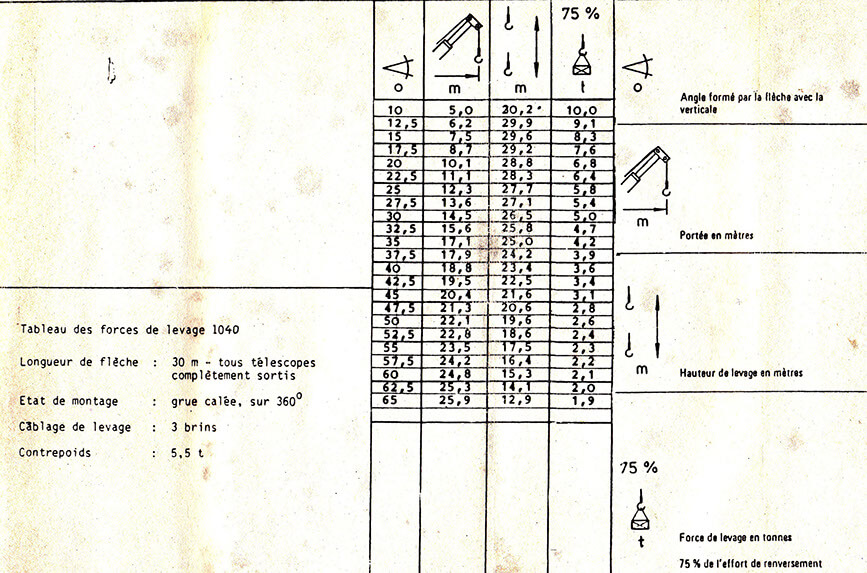 75 %
o m m t
10 5,0 30,2 10,0
12,5 6,2 29,9 9,1
15 7,5 29,6 8,3
17,5 8,7 29,2 7,6
20 10,1 28,8 6,8
22,5 11,1 28,3 6,4
25 12,3 27,7 5,8
27,5 13,6 27,1 5,4
30 14,5 26,5 5,0
32,5 15,6 25,8 4,7
35 17,1 25,0 4,2
37,5 17,9 24,2 3,9
40 18,8 23,4 3,6
42,5 19,5 22,5 3,4
45 20,4 21,6 3,1
47,5 21,3 20,6 2,8
50 22,1 19,6 2,6
52,5 22,8 18,6 2,4
55 23,5 17,5 2,3
57,5 24,2 16,4 2,2
60 24,8 15,3 2,1
62,5 25,3 14,1 2,0
65 25,9 12,9 1,9
Tableau des forces de levage 1040
Longueur de flèche : 30 m - tous télescopes
complètement sortis
Etat de montage : grue calée, sur 360°
Câblage de levage : 3 brins
Contrepoids : 5,5 t
o
Angle formé par la flèche avec la
verticale
m
Portée en mètres
m
Hauteur de levage en mètres
75 %
t
Force de levage en tonnes
75 % de l'effort de renversement